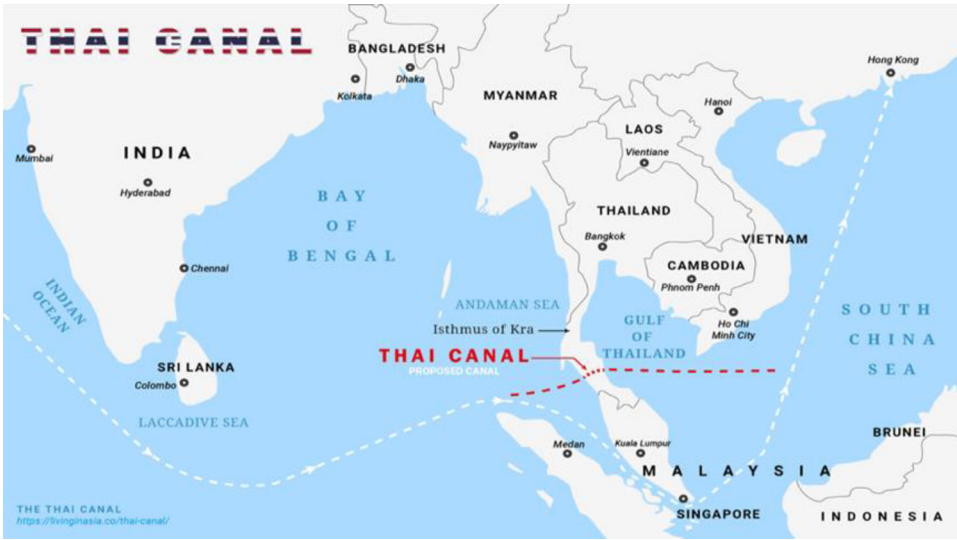 THAI CANAL
BANGLADESH
Dhaka
Kolkata
Hong Kong
MYANMAR
Hanoi
LAOS
Naypyitaw
Vientiane
Mumbai
INDIA
Hyderabad
BAY
OF
BENGAL
THAILAND
Bangkok
VIETNAM
CAMBODIA
Phnom Penh
Chennai
INDIAN
OCEAN
ANDAMAN SEA
Isthmus of Kra
GULF
OF
THAILAND
Ho Chi
Minh City
SOUTH
CHINA
SEA
THAI CANAL
PROPOSED CANAL
SRI LANKA
Colombo
LACCADIVE SEA
Medan
Kuala Lumpur
BRUNEI
MALAYSIA
SINGAPORE
INDONESIA
THE THAI CANAL
https://livinginasia.co/thai-canal/